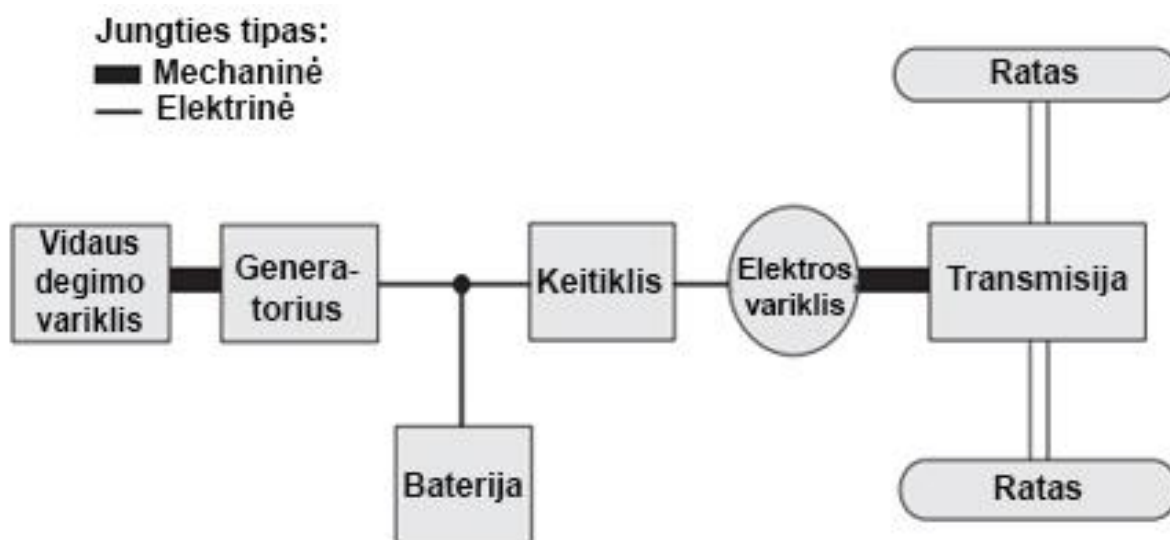 Jungties tipas:
Mechaninė
Elektrinė
Ratas
Vidaus
degimo
variklis
Genera-
torius
Keitiklis
Elektros
variklis
Transmisija
Baterija
Ratas